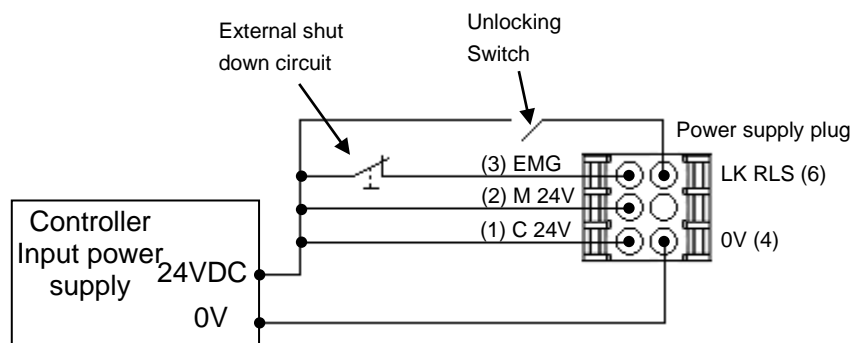 External shut
down circuit
Unlocking
Switch
Power supply plug
(3) EMG
LK RLS (6)
(2) M 24V
(1) C 24V
0V (4)
Controller
Input power
supply
24VDC
0V